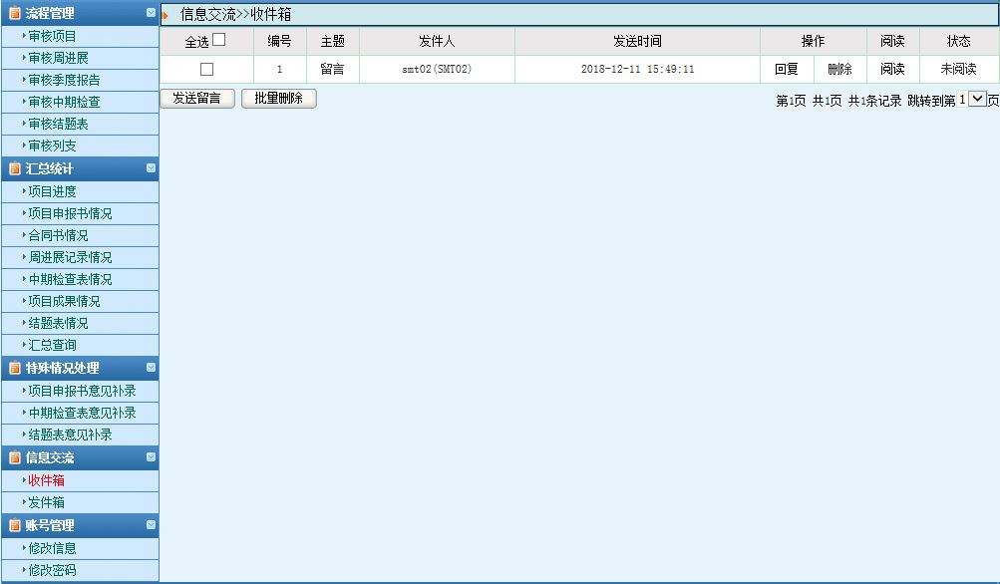 流程管理
审核项目
审核周进展
审核季度报告
审核中期检查
审核结题表
审核列支
汇总统计
项目进度
项目申报书情况
合同书情况
周进展记录情况
中期检查表情况
项目成果情况
结题表情况
汇总查询
特殊情况处理
项目申报书意见补录
中期检查表意见补录
结题表意见补录
信息交流
收件箱
发件箱
账号管理
修改信息
修改密码
信息交流>>收件箱
全选 编号 主题 发件人 发送时间 操作 阅读 状态
1 留言 smt02(SMT02) 2018-12-11 15:49:11 回复 删除 阅读 未阅读
发送留言 批量删除 第1页 共1页 共1条记录 跳转到第 1 页